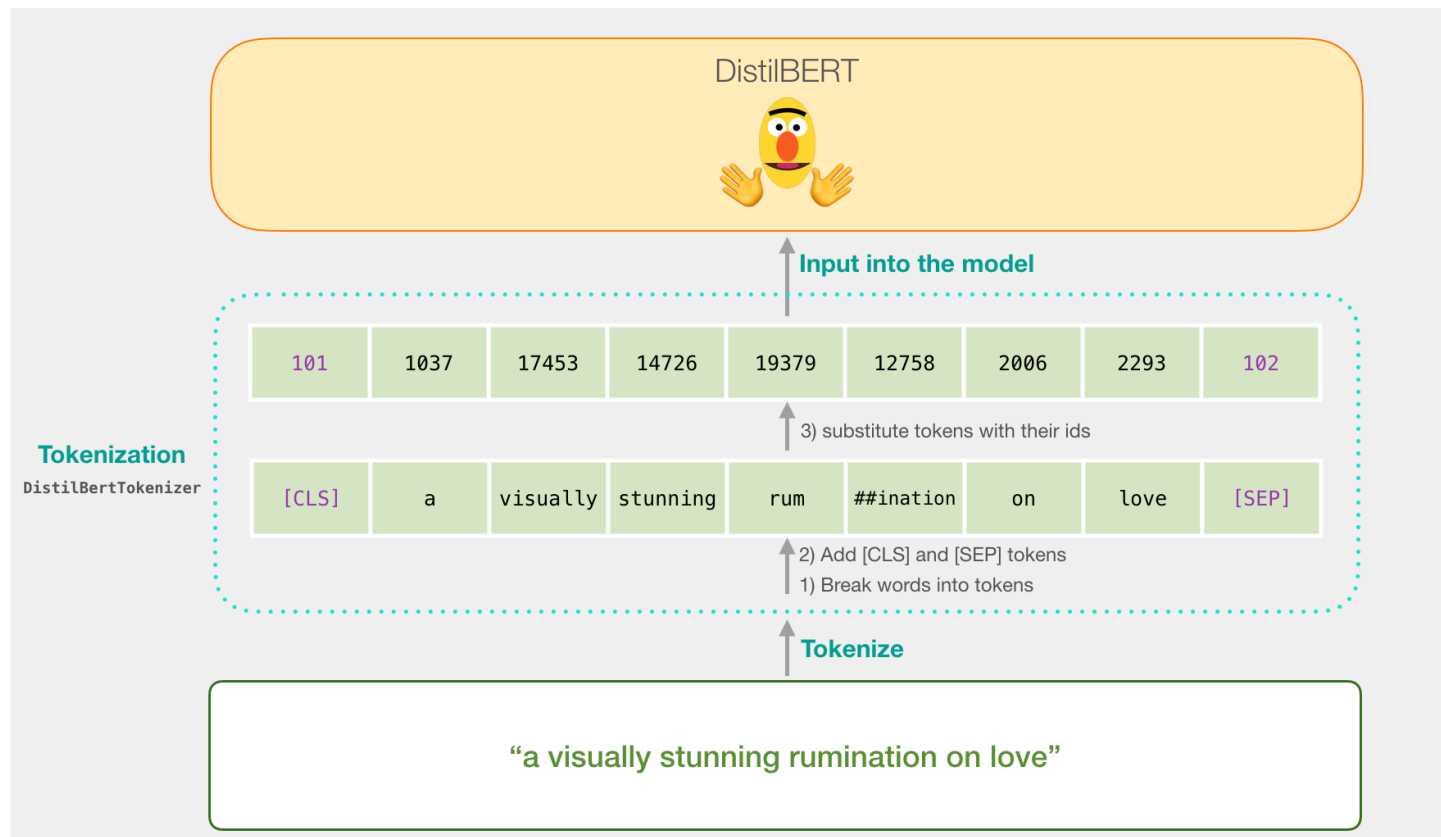 DistilBERT
Input into the model
101 1037 17453 14726 19379 12758 2006 2293 102
3) substitute tokens with their ids
Tokenization
DistilBertTokenizer
[CLS] a visually stunning rum ##ination on love [SEP]
2) Add [CLS] and [SEP] tokens
1) Break words into tokens
Tokenize
“a visually stunning rumination on love”